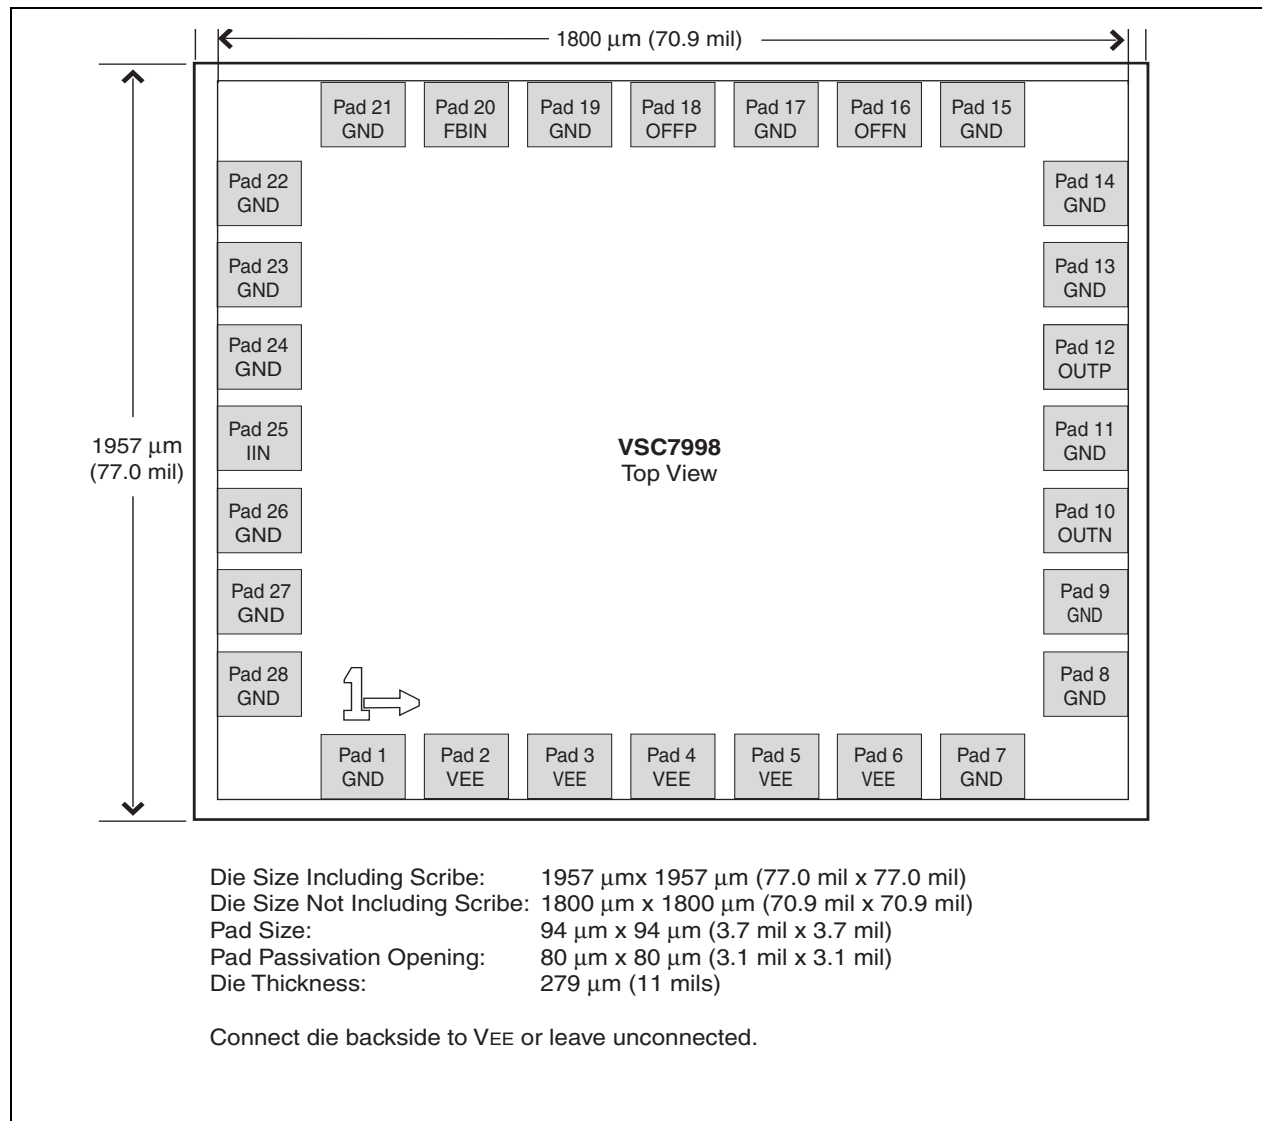 1800 µm (70.9 mil)
Pad 21
GND
Pad 20
FBIN
Pad 19
GND
Pad 18
OFFP
Pad 17
GND
Pad 16
OFFN
Pad 15
GND
Pad 22
GND
Pad 14
GND
Pad 23
GND
Pad 13
GND
Pad 24
GND
Pad 12
OUTP
1957 µm
(77.0 mil)
Pad 25
IIN
VSC7998
Top View
Pad 11
GND
Pad 26
GND
Pad 10
OUTN
Pad 27
GND
Pad 9
GND
Pad 28
GND
1
Pad 8
GND
Pad 1
GND
Pad 2
VEE
Pad 3
VEE
Pad 4
VEE
Pad 5
VEE
Pad 6
VEE
Pad 7
GND
Die Size Including Scribe: 1957 µmx 1957 µm (77.0 mil x 77.0 mil)
Die Size Not Including Scribe: 1800 µm x 1800 µm (70.9 mil x 70.9 mil)
Pad Size: 94 µm x 94 µm (3.7 mil x 3.7 mil)
Pad Passivation Opening: 80 µm x 80 µm (3.1 mil x 3.1 mil)
Die Thickness: 279 µm (11 mils)
Connect die backside to VEE or leave unconnected.